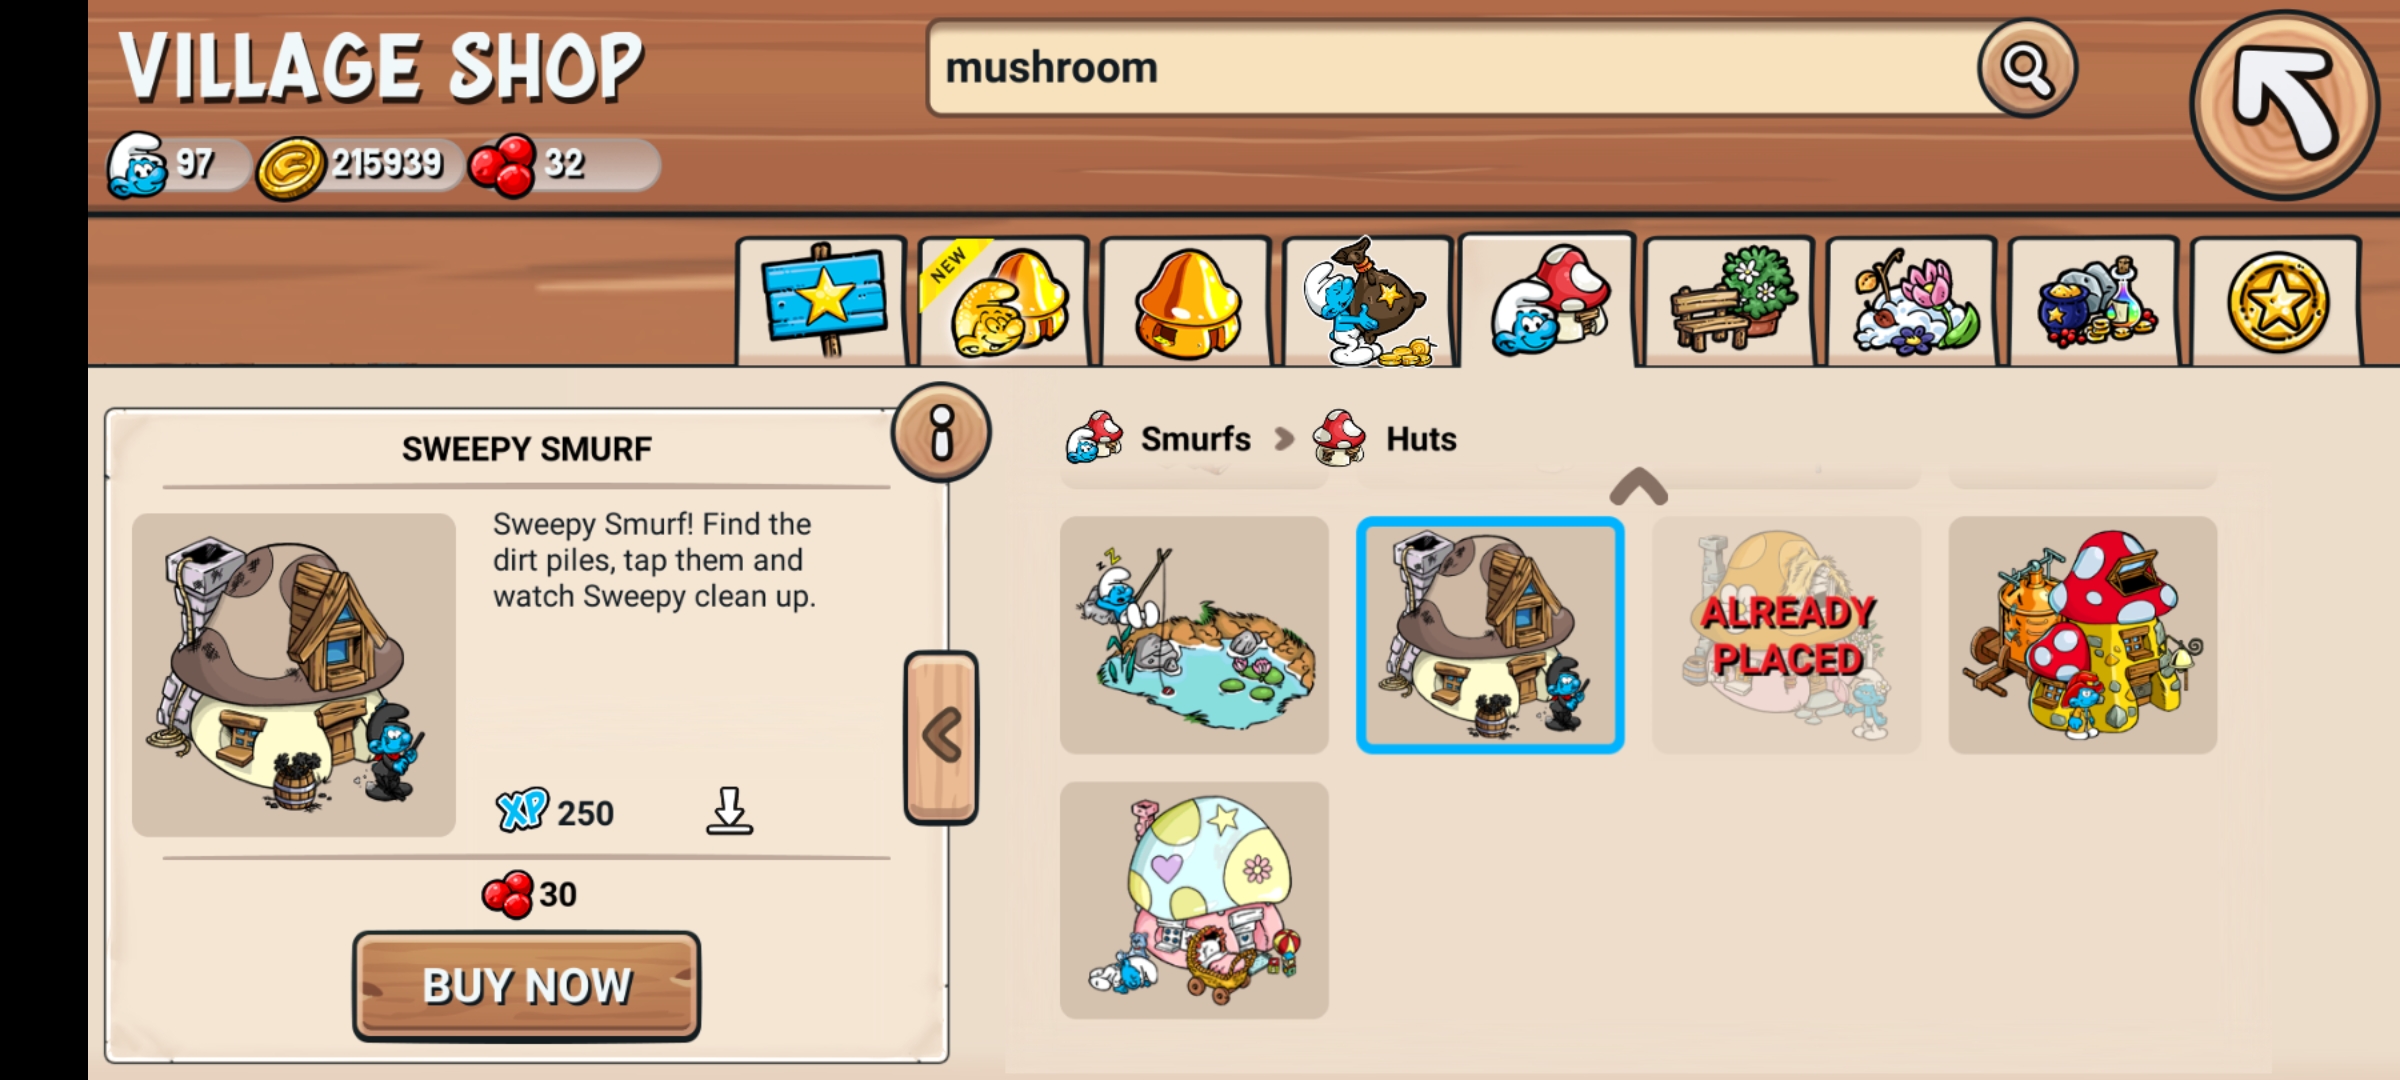 VILLAGE SHOP
mushroom
97
215939
32
NEW
SWEEPY SMURF
Smurfs
Huts
Sweepy Smurf! Find the
dirt piles, tap them and
watch Sweepy clean up.
XP 250
30
BUY NOW
z z
ALREADY
PLACED